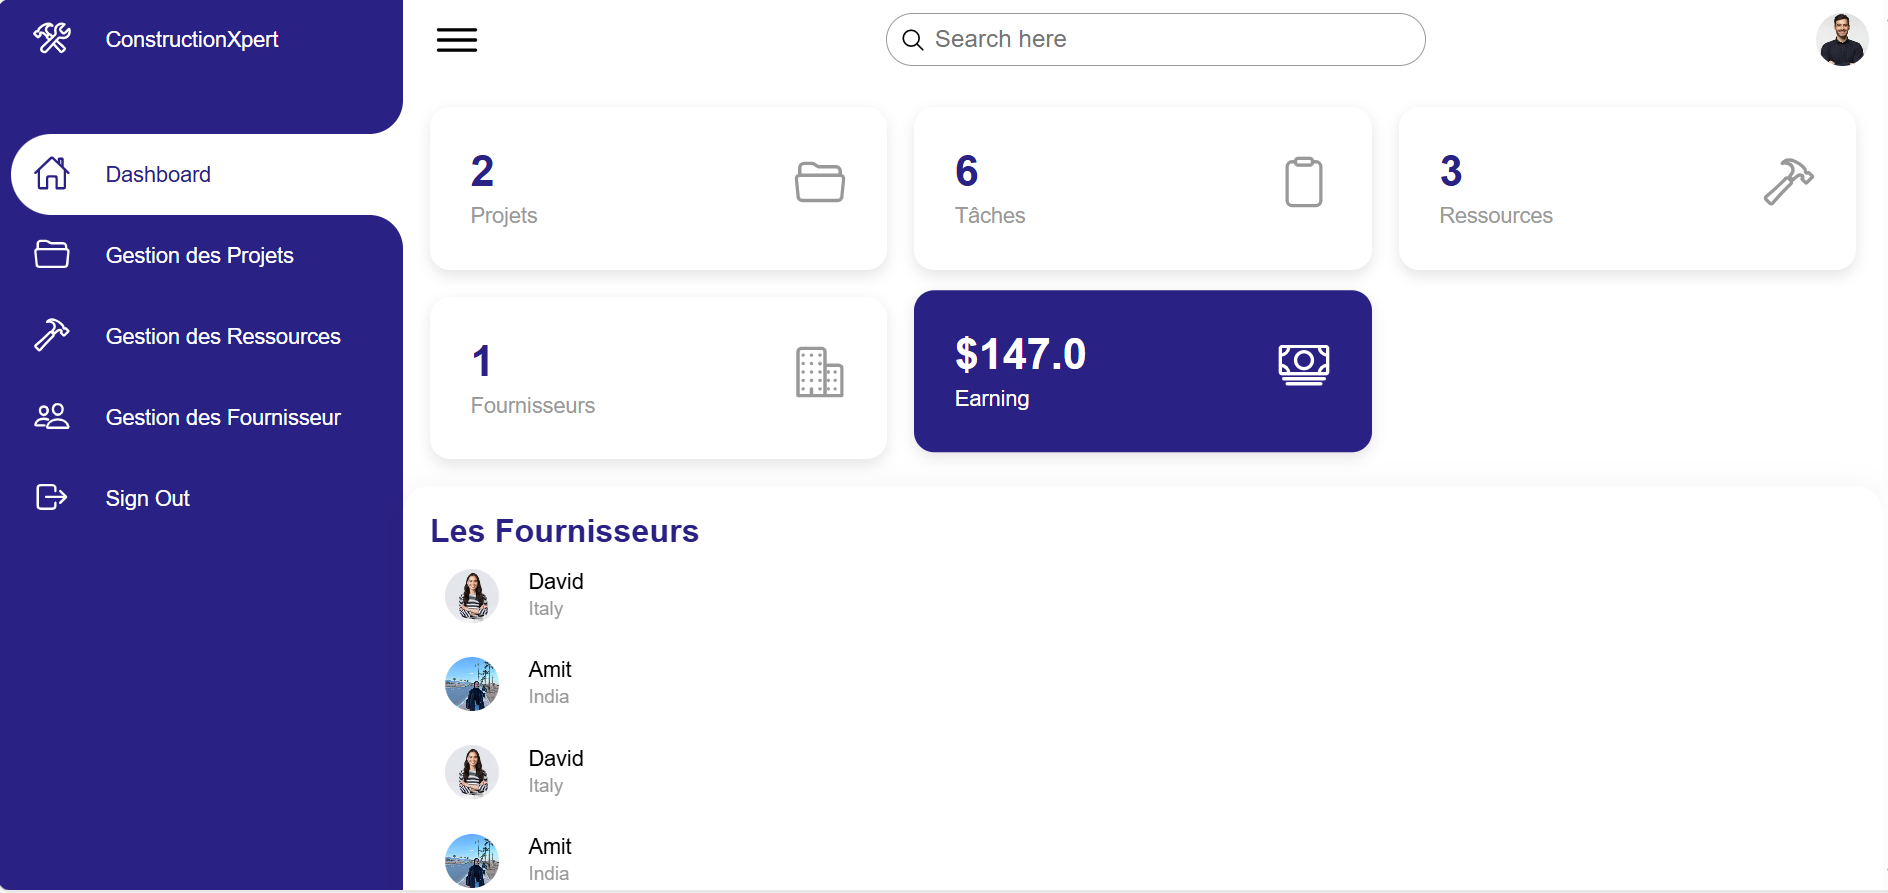 ConstructionXpert
Search here
Dashboard
Gestion des Projets
Gestion des Ressources
Gestion des Fournisseur
Sign Out
2
Projets
6
Tâches
3
Ressources
1
Fournisseurs
$147.0
Earning
Les Fournisseurs
David
Italy
Amit
India
David
Italy
Amit
India